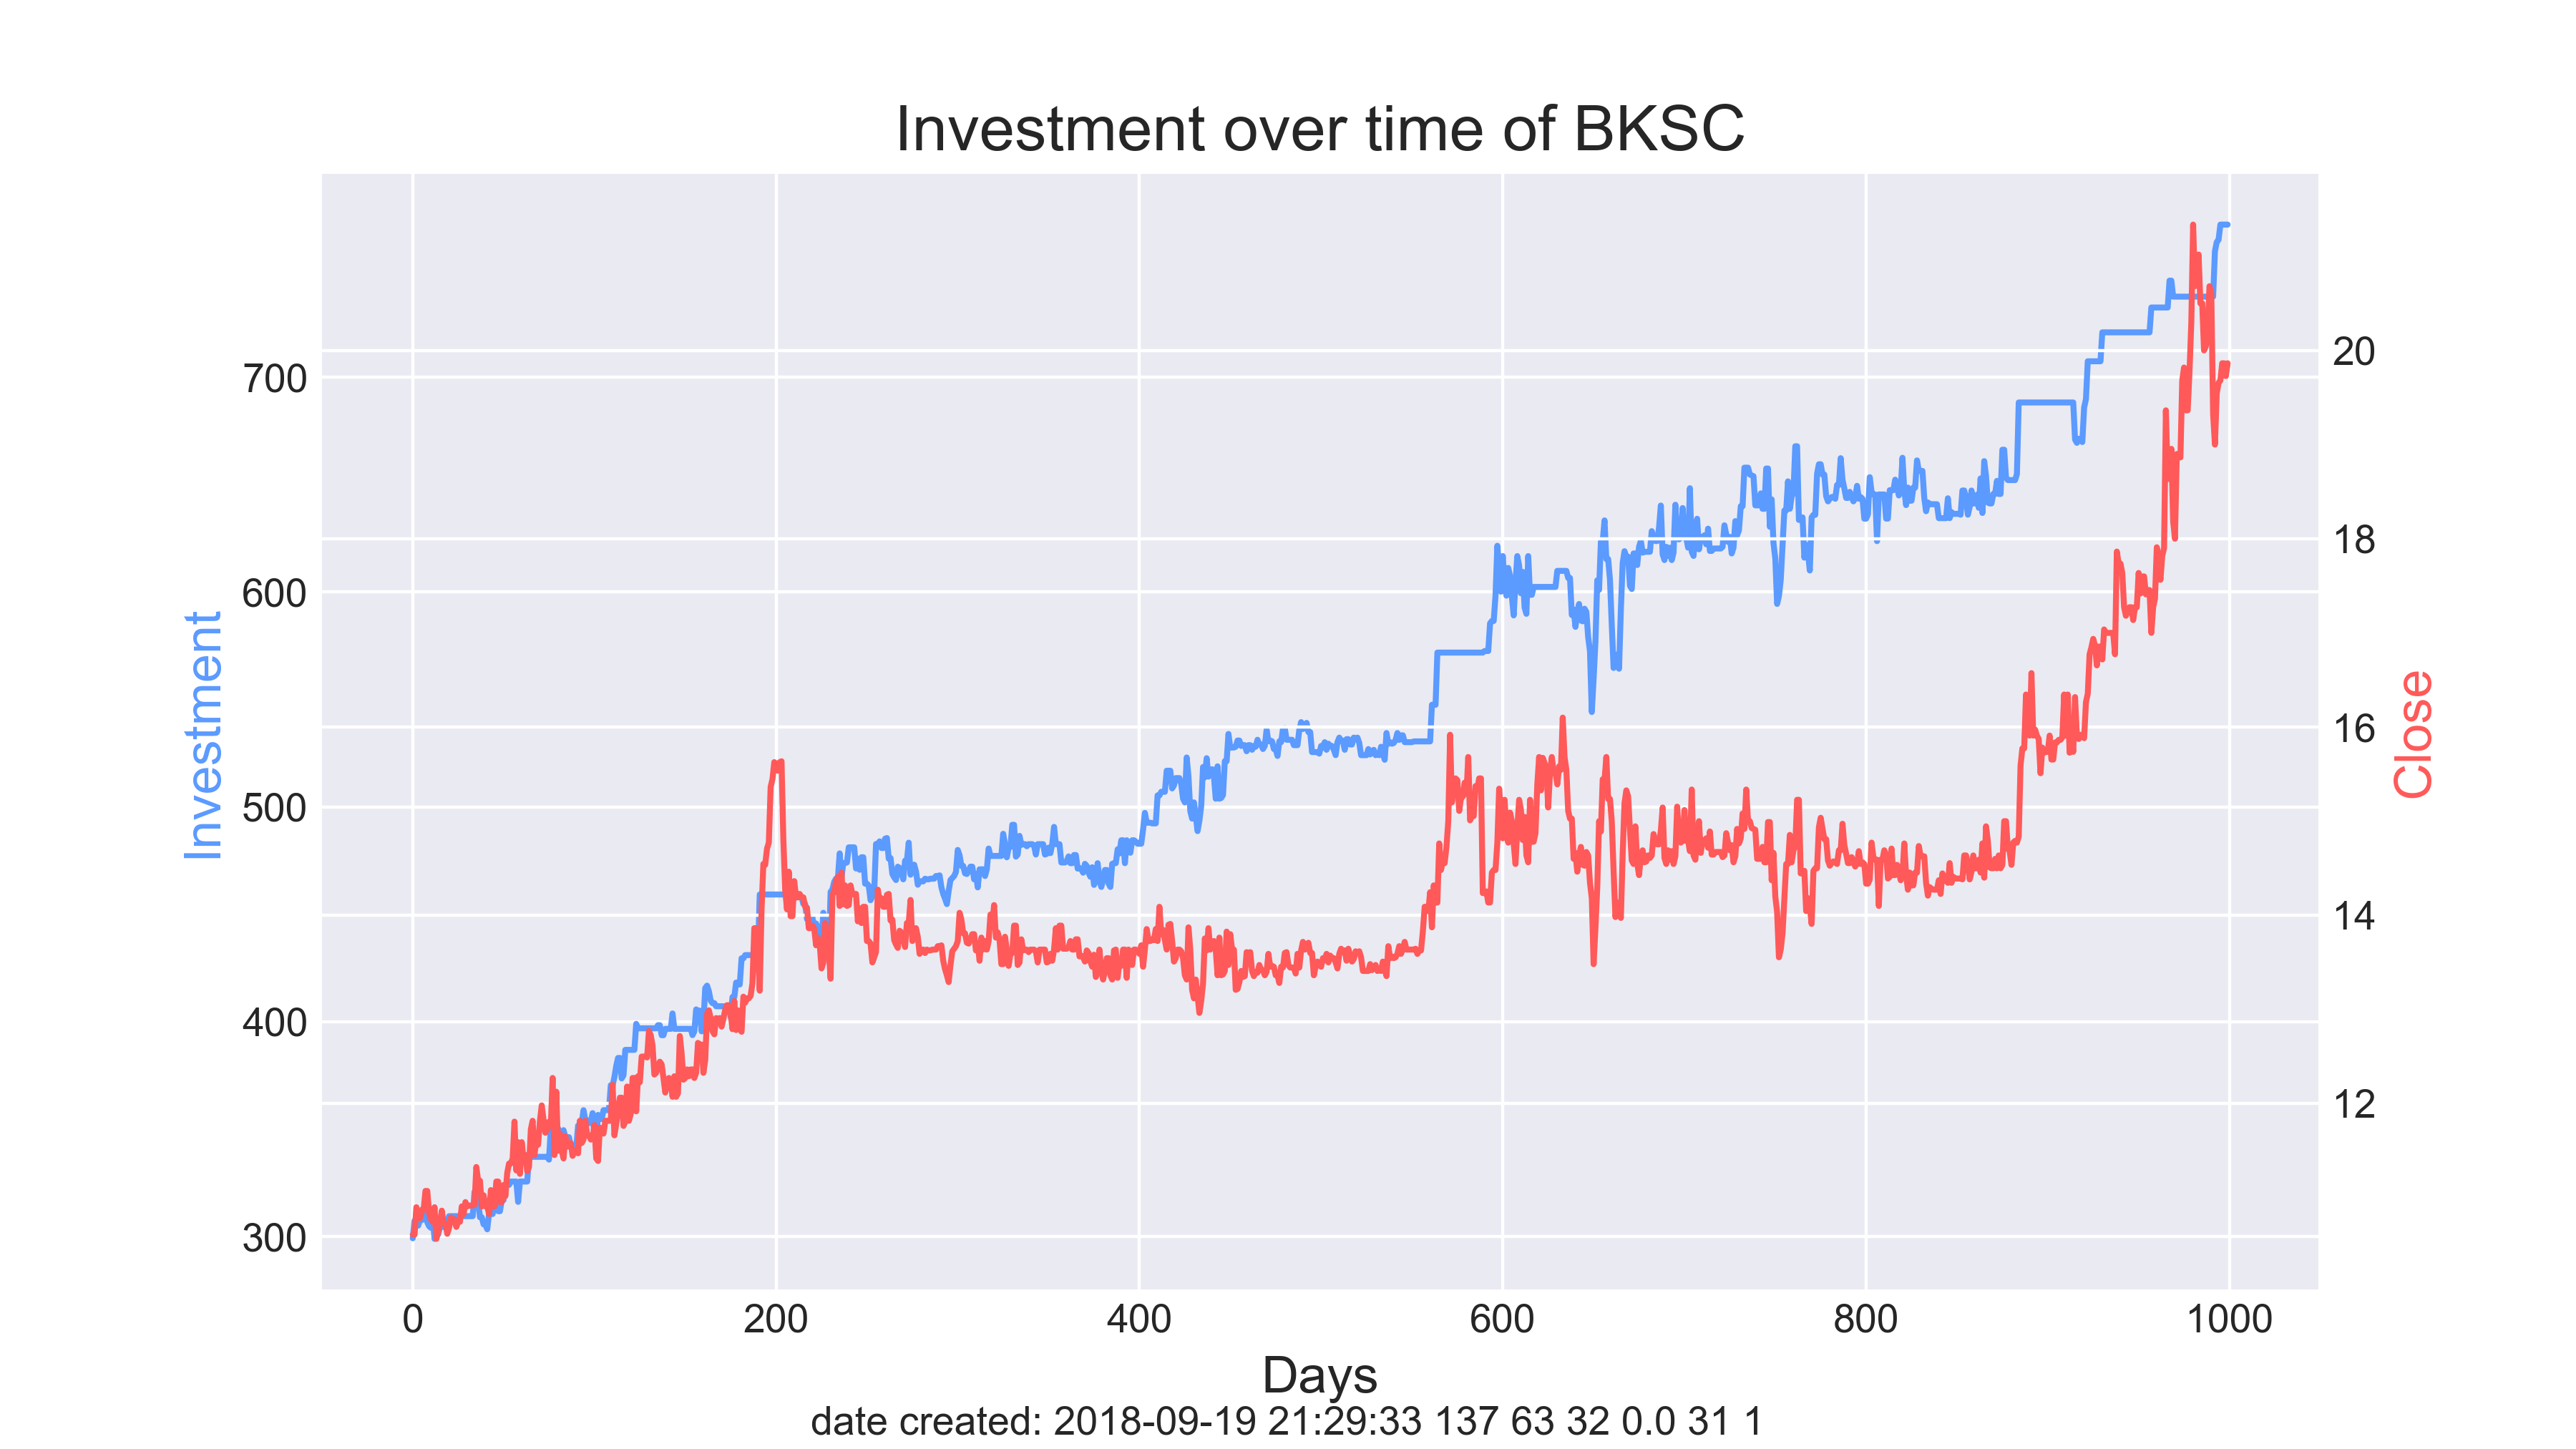 Investment over time of BKSC
700
600
500
400
300
Investment
20
18
16
14
12
Close
0 200 400 600 800 1000
Days
date created: 2018-09-19 21:29:33 137 63 32 0.0 31 1